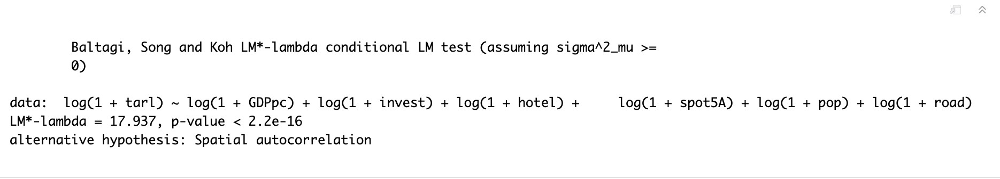 Baltagi, Song and Koh LM*-lambda conditional LM test (assuming sigma^2_mu >=
0)
data:  log(1 + tarl) ~ log(1 + GDPpc) + log(1 + invest) + log(1 + hotel) +     log(1 + spot5A) + log(1 + pop) + log(1 + road)
LM*-lambda = 17.937, p-value < 2.2e-16
alternative hypothesis: Spatial autocorrelation